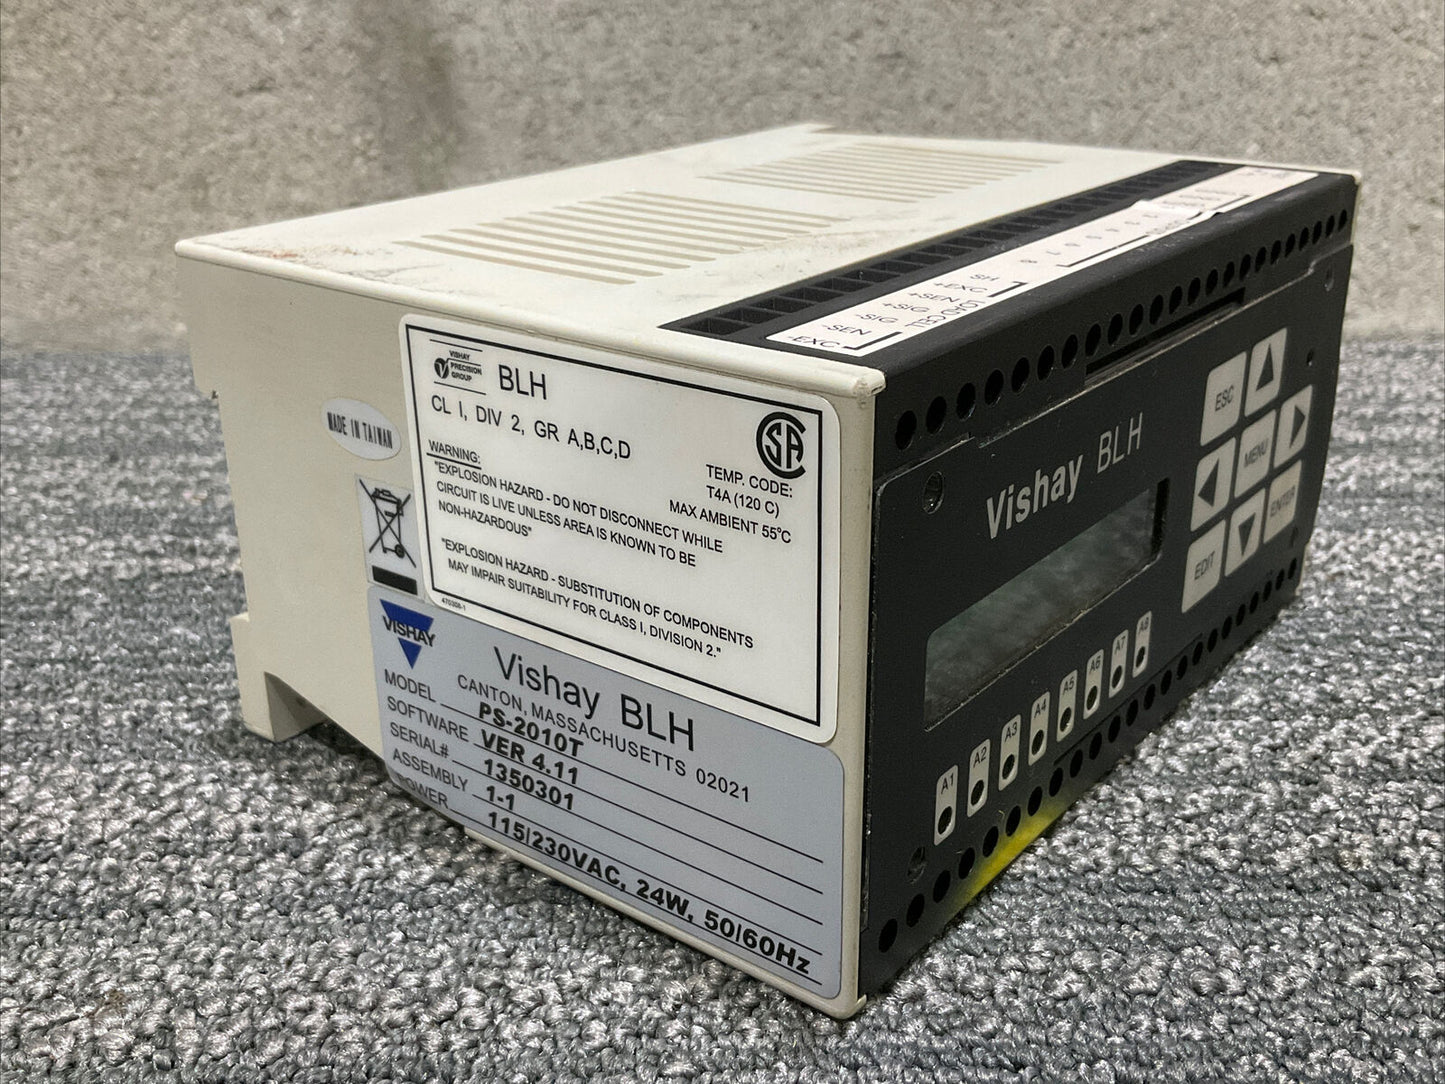 SH
+EXC
+SEN
+SIG
-SIG
-SEN
-EXC
MADE IN TAIWAN
VISHAY
PRECISION
GROUP
BLH
CL I, DIV 2, GR A,B,C,D
TEMP. CODE:
T4A (120 C)
MAX AMBIENT 55°C
WARNING:
"EXPLOSION HAZARD - DO NOT DISCONNECT WHILE
CIRCUIT IS LIVE UNLESS AREA IS KNOWN TO BE
NON-HAZARDOUS"
"EXPLOSION HAZARD - SUBSTITUTION OF COMPONENTS
MAY IMPAIR SUITABILITY FOR CLASS I, DIVISION 2."
470308-1
VISHAY
Vishay BLH
CANTON, MASSACHUSETTS 02021
MODEL PS-2010T
SOFTWARE VER 4.11
SERIAL# 1350301
ASSEMBLY 1-1
POWER 115/230VAC, 24W, 50/60Hz
Vishay BLH
ESC
MENU
EDIT
ENTER
A1 A2 A3 A4 A5 A6 A7 A8